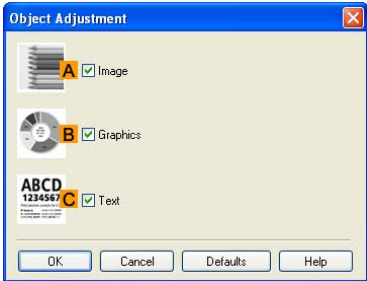 Object Adjustment
A Image
B Graphics
ABCD
1234567
C Text
OK Cancel Defaults Help